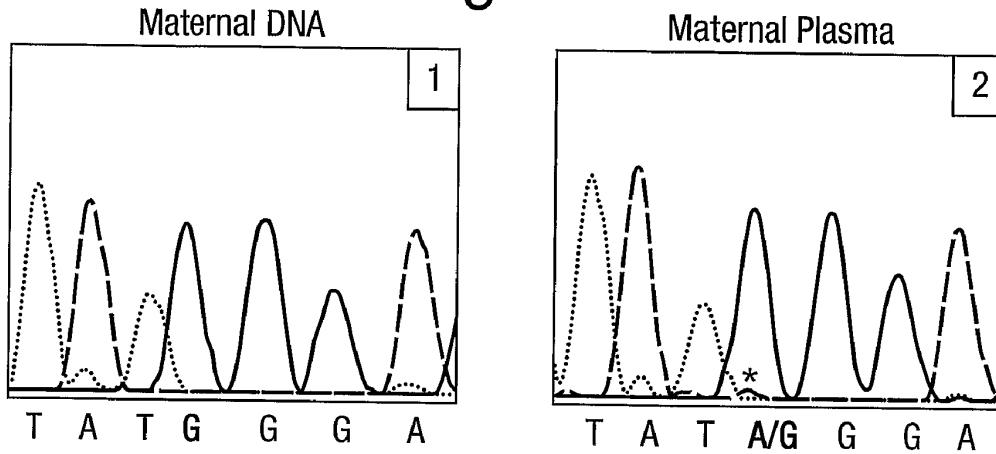 Maternal DNA
1
T A T G G G A
Maternal Plasma
2
*
T A T A/G G G A